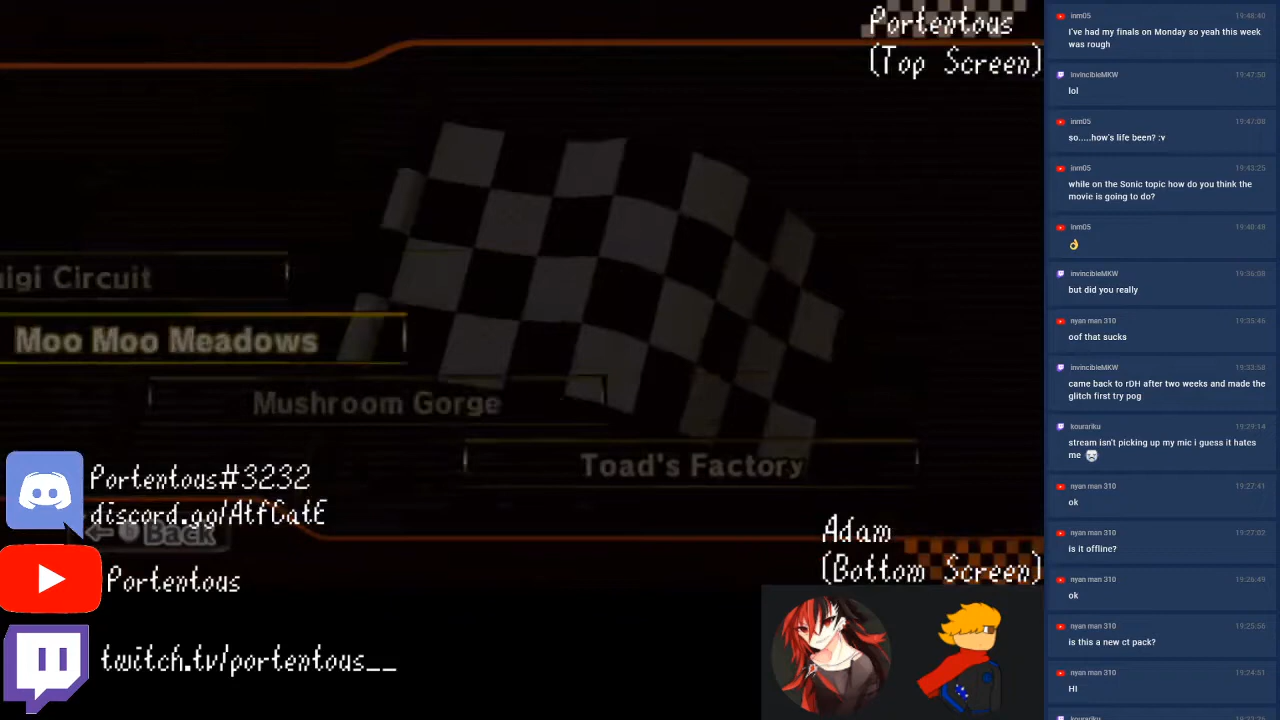 Portentous
(Top Screen)
uigi Circuit
Moo Moo Meadows
Mushroom Gorge
Toad's Factory
Back
Portentous#3232
discord.gg/AtfCatE
Portentous
twitch.tv/portentous__
Adam
(Bottom Screen)
inm05 19:48:40
I've had my finals on Monday so yeah this week
was rough
invincibleMKW 19:47:50
lol
inm05 19:47:08
so.....how's life been? :v
inm05 19:43:25
while on the Sonic topic how do you think the
movie is going to do?
inm05 19:40:48
👌
invincibleMKW 19:36:08
but did you really
nyan man 310 19:35:46
oof that sucks
invincibleMKW 19:33:58
came back to rDH after two weeks and made the
glitch first try pog
kourariku 19:29:14
stream isn't picking up my mic i guess it hates
me
nyan man 310 19:27:41
ok
nyan man 310 19:27:02
is it offline?
nyan man 310 19:26:49
ok
nyan man 310 19:25:56
is this a new ct pack?
nyan man 310 19:24:51
HI